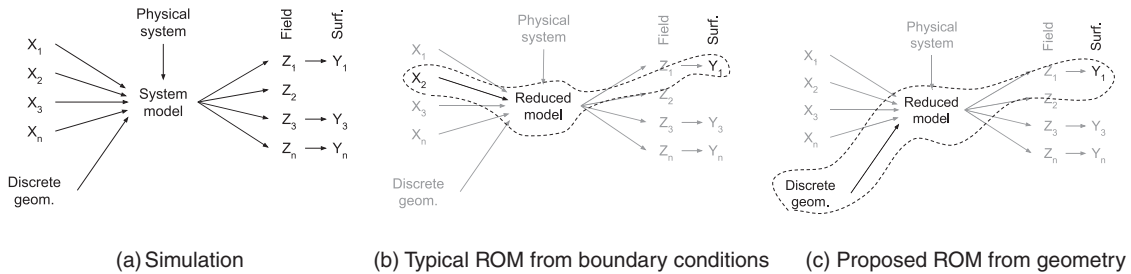 Physical
system
Field
Surf.
X1
X2
X3
Xn
System
model
Z1
Y1
Z2
Z3
Y3
Zn
Yn
Discrete
geom.
(a) Simulation
Physical
system
Field
Surf.
X1
X2
X3
Xn
Reduced
model
Z1
Y1
Z2
Z3
Y3
Zn
Yn
Discrete
geom.
(b) Typical ROM from boundary conditions
Physical
system
Field
Surf.
X1
X2
X3
Xn
Reduced
model
Z1
Y1
Z2
Z3
Y3
Zn
Yn
Discrete
geom.
(c) Proposed ROM from geometry